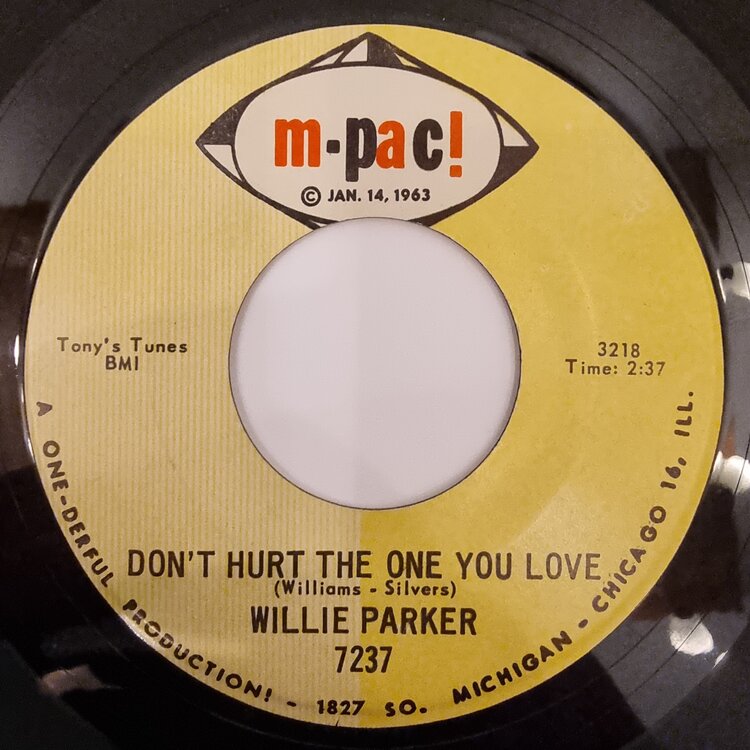 m-pac!
© JAN. 14, 1963
Tony's Tunes
BMI
3218
Time: 2:37
DON'T HURT THE ONE YOU LOVE
(Williams - Silvers)
WILLIE PARKER
7237
A ONE-DERFUL PRODUCTION! - 1827 SO. MICHIGAN - CHICAGO 16, ILL.